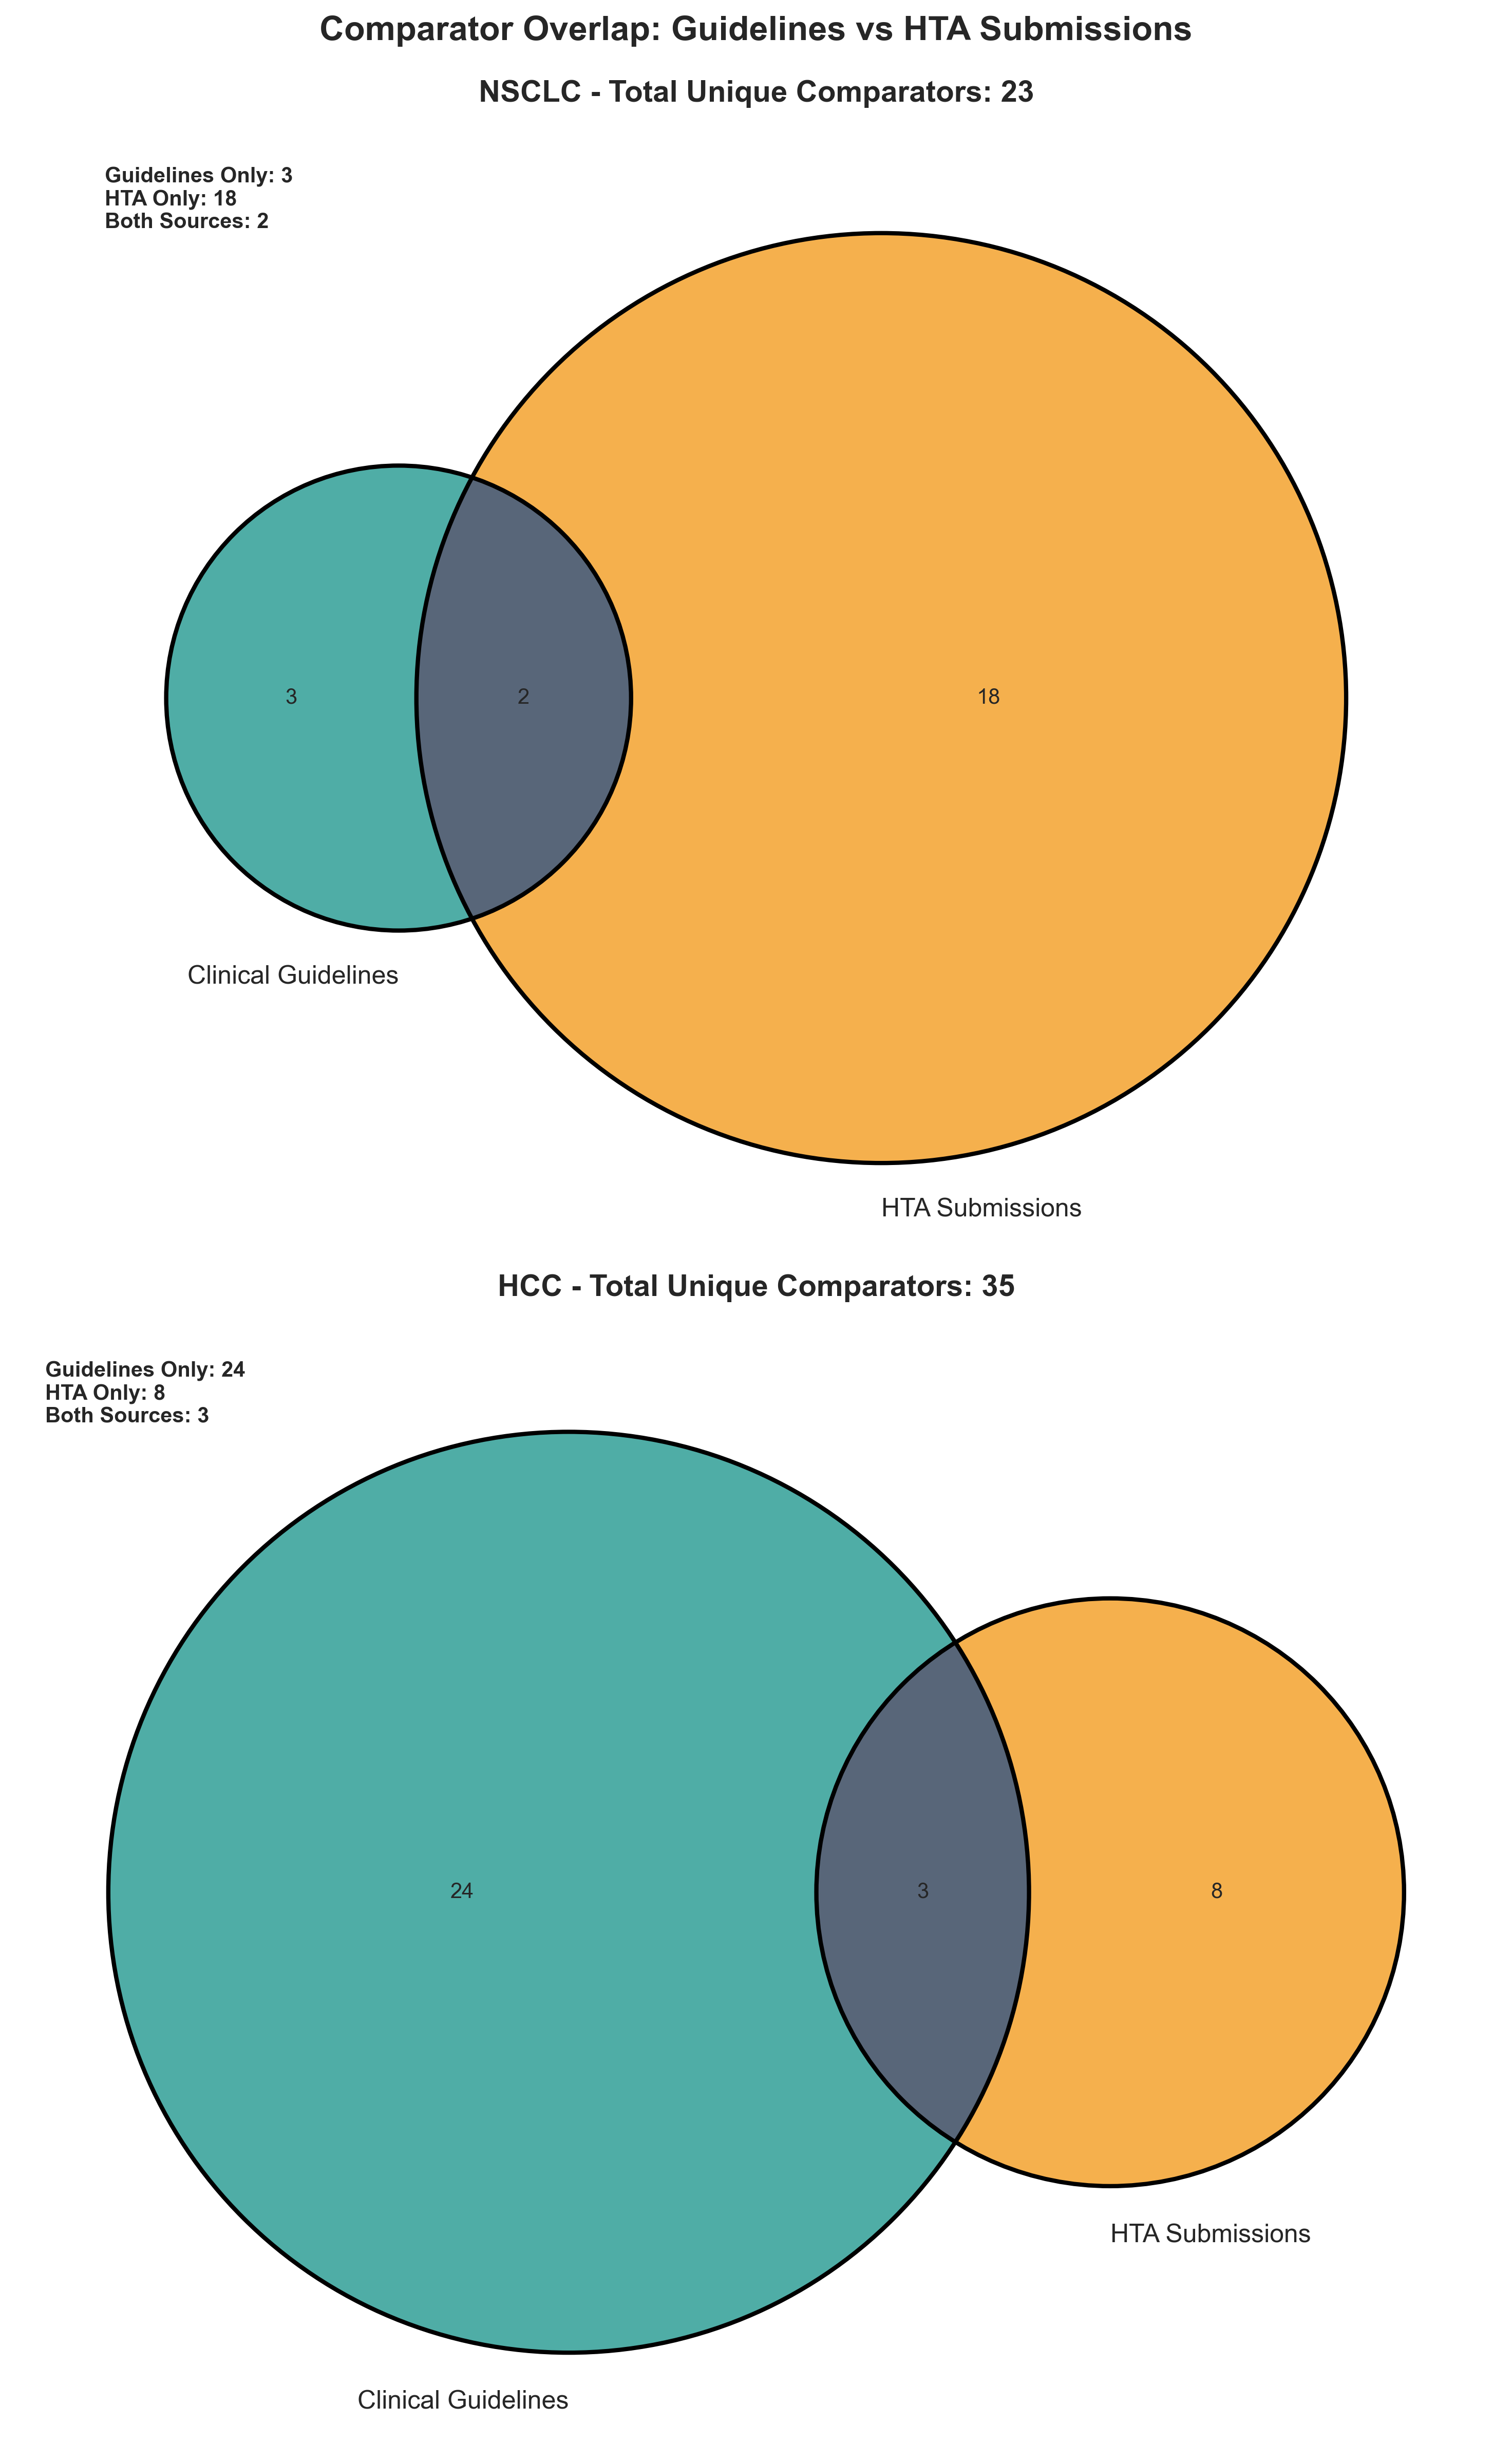 Comparator Overlap: Guidelines vs HTA Submissions
NSCLC - Total Unique Comparators: 23
Guidelines Only: 3
HTA Only: 18
Both Sources: 2
3
2
18
Clinical Guidelines
HTA Submissions
HCC - Total Unique Comparators: 35
Guidelines Only: 24
HTA Only: 8
Both Sources: 3
24
3
8
HTA Submissions
Clinical Guidelines